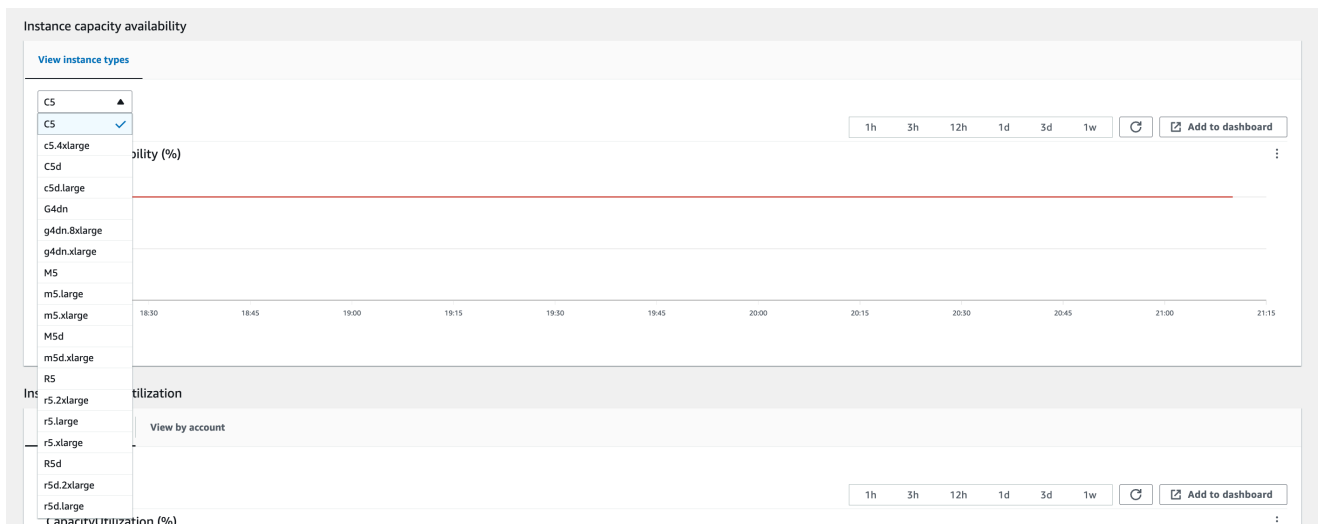 Instance capacity availability
View instance types
C5
C5
c5.4xlarge
C5d
c5d.large
G4dn
g4dn.8xlarge
g4dn.xlarge
M5
m5.large
m5.xlarge
M5d
m5d.xlarge
R5
r5.2xlarge
r5.large
r5.xlarge
R5d
r5d.2xlarge
r5d.large
1h 3h 12h 1d 3d 1w Add to dashboard
bility (%)
18:30 18:45 19:00 19:15 19:30 19:45 20:00 20:15 20:30 20:45 21:00 21:15
Ins tilization
View by account
1h 3h 12h 1d 3d 1w Add to dashboard
CapacityUtilization (%)